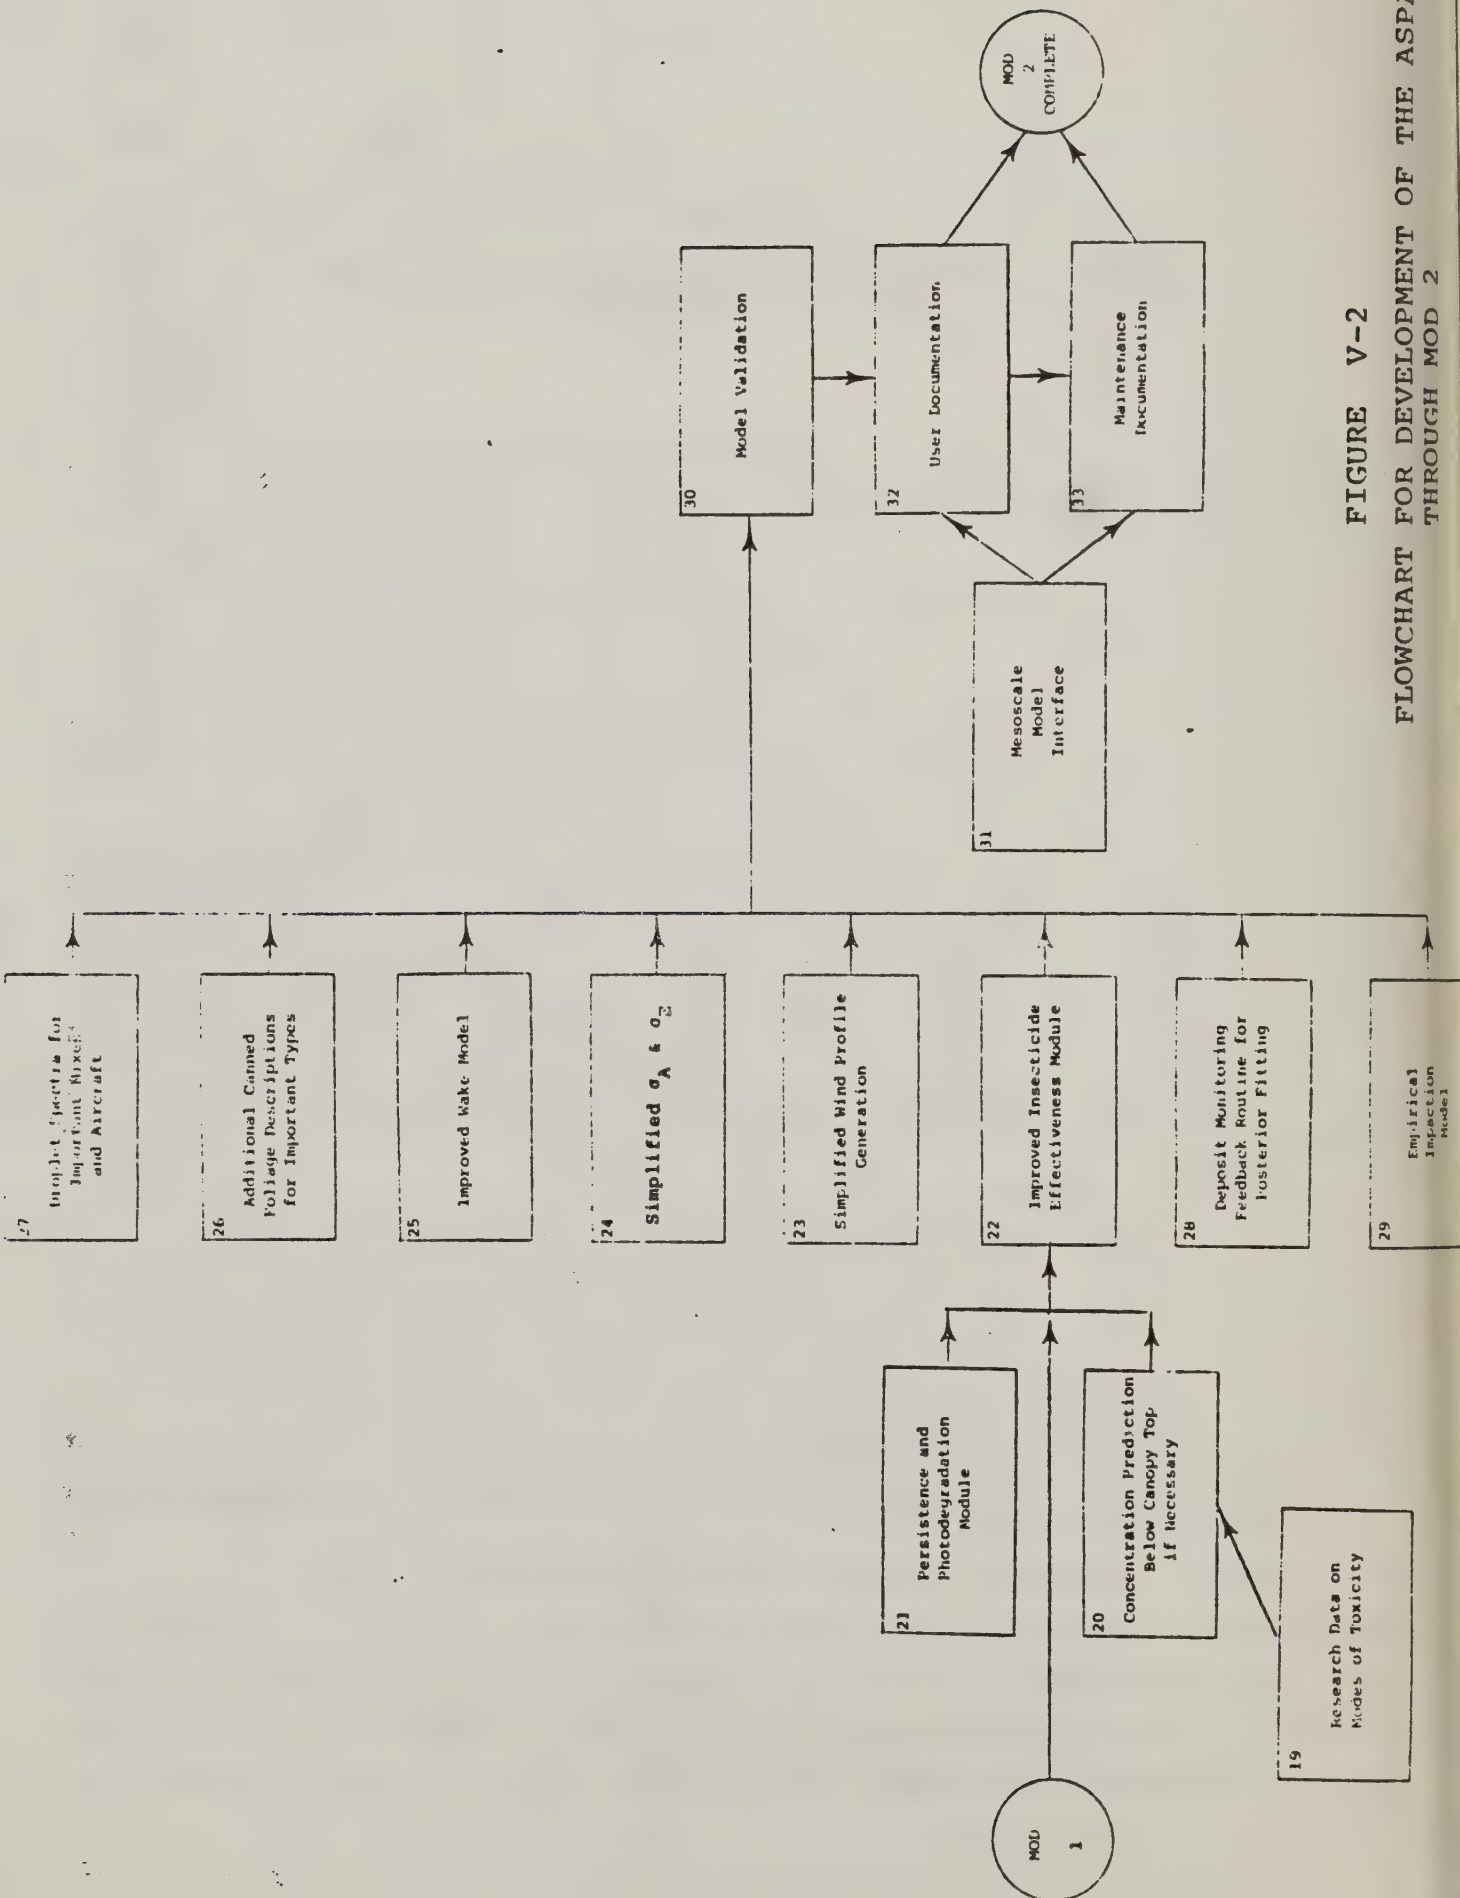 MOD
1
19
Research Data on
Modes of Toxicity
21
Persistence and
Photodegradation
Module
20
Concentration Prediction
Below Canopy Top
if Necessary
27
Droplet Spectra for
Important
and Aircraft
26
Additional Canned
Foliage Descriptions
for Important Types
25
Improved Wake Model
24
Simplified σA & σE
23
Simplified Wind Profile
Generation
22
Improved Insecticide
Effectiveness Module
28
Deposit Monitoring
Feedback Routine for
Posterior Fitting
29
Empirical
Impaction
Model
31
Mesoscale
Model
Interface
30
Model Validation
32
User Documentation
33
Maintenance
Documentation
MOD
2
COMPLETE
FIGURE V-2
FLOWCHART FOR DEVELOPMENT OF THE
THROUGH MOD 2